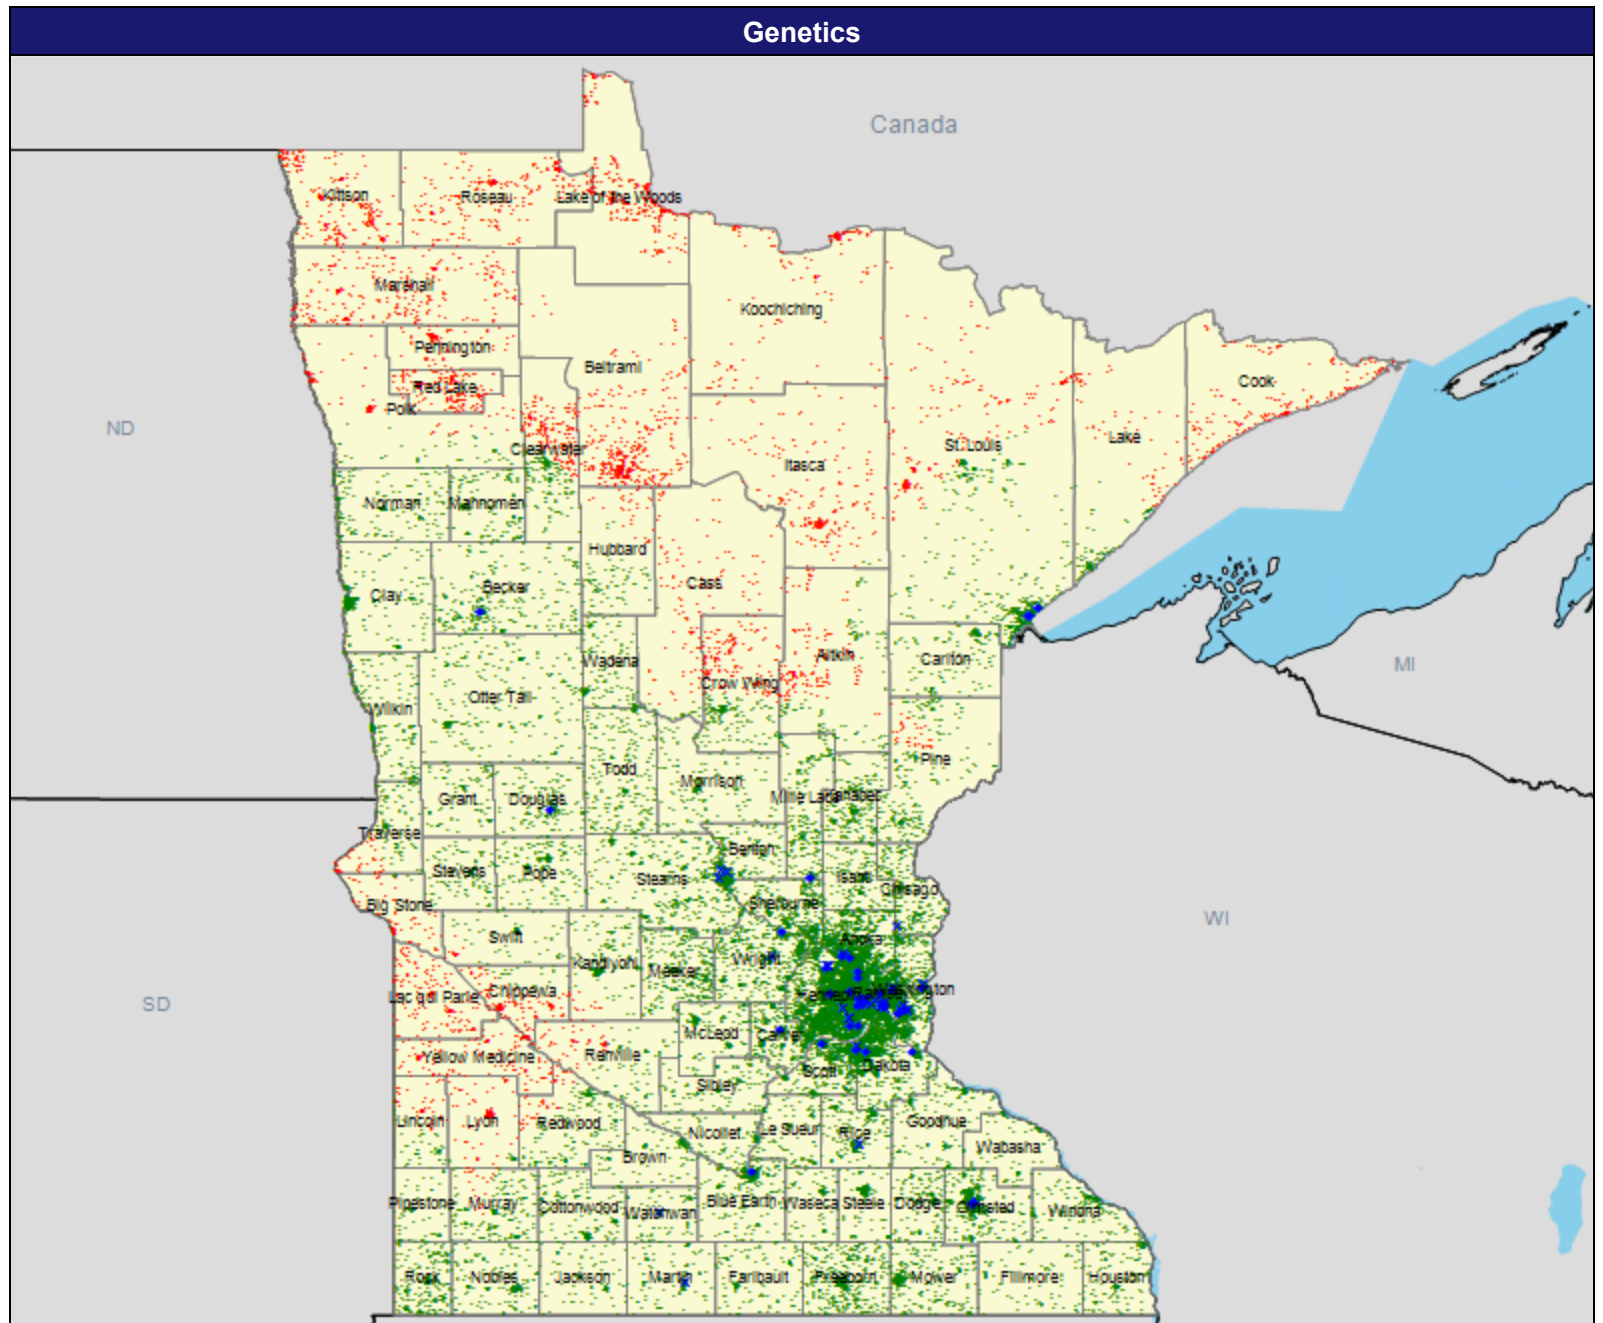 Genetics
Canada
Kittson
Roseau
Lake of the Woods
Marshall
Koochiching
Pennington
Beltrami
Red Lake
Cook
Polk
ND
Lake
St. Louis
Clearwater
Itasca
Norman
Mahnomen
Hubbard
Cass
Becker
Clay
Aitkin
Carlton
Wadena
MI
Crow Wing
Otter Tail
Wilkin
Pine
Todd
Morrison
Grant
Douglas
Mille Lacs
Kanabec
Traverse
Benton
Stevens
Pope
Stearns
Isanti
Chisago
Big Stone
Sherburne
WI
Swift
Anoka
Wright
Kandiyohi
Meeker
Chippewa
Washington
Lac qui Parle
Hennepin
Ramsey
SD
McLeod
Carver
Renville
Yellow Medicine
Dakota
Scott
Sibley
Lincoln
Lyon
Redwood
Goodhue
Nicollet
Le Sueur
Rice
Wabasha
Brown
Pipestone
Murray
Cottonwood
Watonwan
Blue Earth
Waseca
Steele
Dodge
Olmsted
Winona
Rock
Nobles
Jackson
Martin
Faribault
Freeborn
Mower
Fillmore
Houston